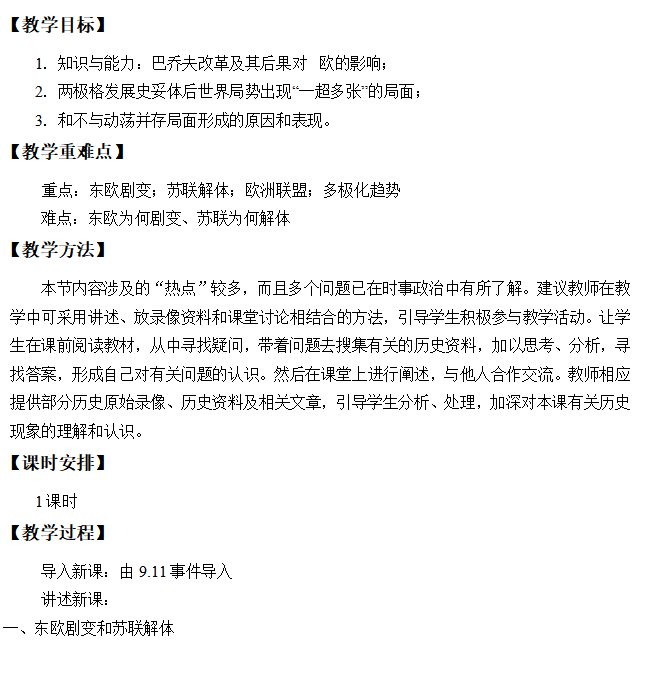 【教学目标】
1. 知识与能力：巴乔夫改革及其后果对 欧的影响；
2. 两极格发展史妥体后世界局势出现“一超多张”的局面；
3. 和不与动荡并存局面形成的原因和表现。
【教学重难点】
重点：东欧剧变；苏联解体；欧洲联盟；多极化趋势
难点：东欧为何剧变、苏联为何解体
【教学方法】
本节内容涉及的“热点”较多，而且多个问题已在时事政治中有所了解。建议教师在教
学中可采用讲述、放录像资料和课堂讨论相结合的方法，引导学生积极参与教学活动。让学
生在课前阅读教材，从中寻找疑问，带着问题去搜集有关的历史资料，加以思考、分析，寻
找答案，形成自己对有关问题的认识。然后在课堂上进行阐述，与他人合作交流。教师相应
提供部分历史原始录像、历史资料及相关文章，引导学生分析、处理，加深对本课有关历史
现象的理解和认识。
【课时安排】
1课时
【教学过程】
导入新课：由 9.11 事件导入
讲述新课：
一、东欧剧变和苏联解体